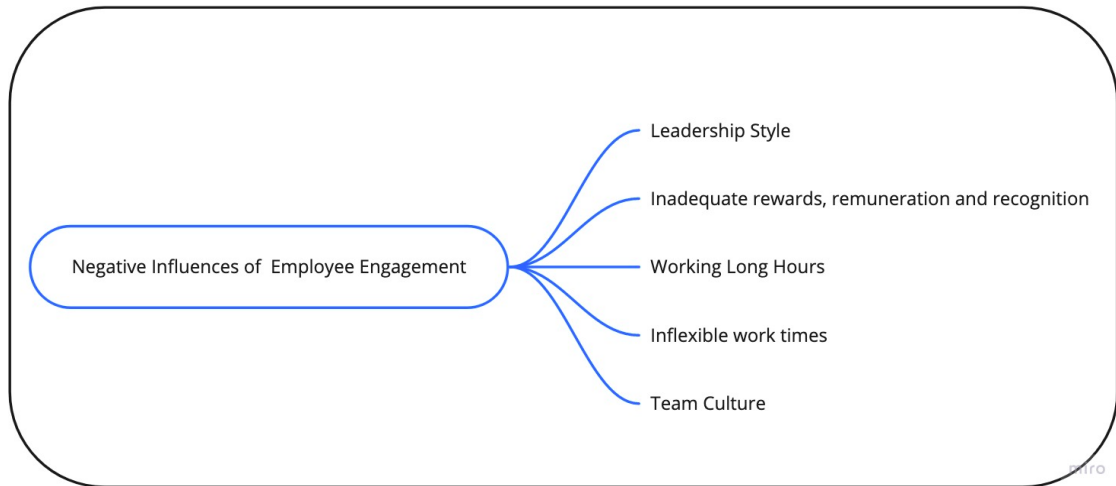 Leadership Style
Inadequate rewards, remuneration and recognition
Negative Influences of  Employee Engagement
Working Long Hours
Inflexible work times
Team Culture
miro